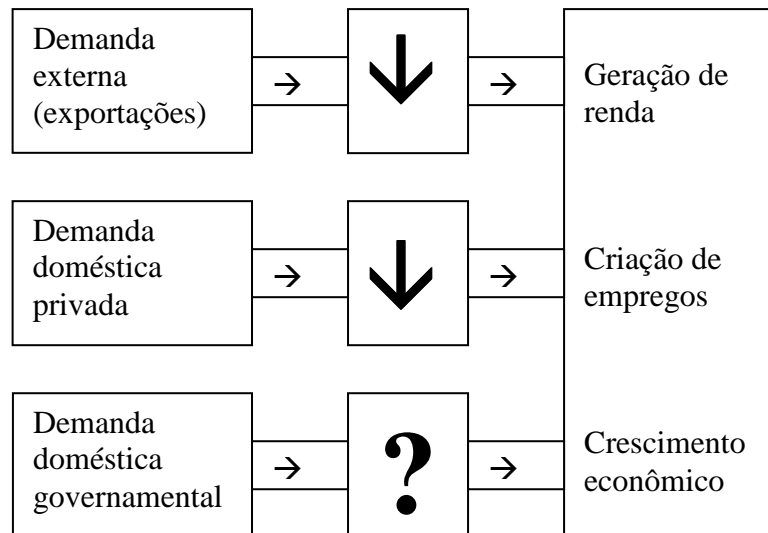 Demanda
externa
(exportações)
→
↓
→
Geração de
renda
Demanda
doméstica
privada
→
↓
→
Criação de
empregos
Demanda
doméstica
governamental
→
?
→
Crescimento
econômico